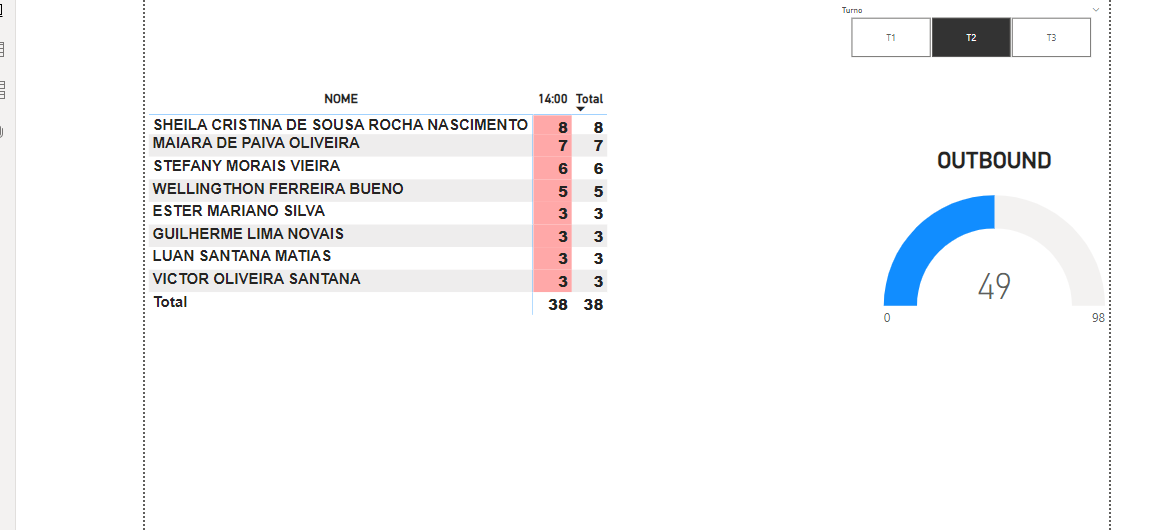 Turno
T1 T2 T3
NOME 14:00 Total
SHEILA CRISTINA DE SOUSA ROCHA NASCIMENTO 8 8
MAIARA DE PAIVA OLIVEIRA 7 7
STEFANY MORAIS VIEIRA 6 6
WELLINGTHON FERREIRA BUENO 5 5
ESTER MARIANO SILVA 3 3
GUILHERME LIMA NOVAIS 3 3
LUAN SANTANA MATIAS 3 3
VICTOR OLIVEIRA SANTANA 3 3
Total 38 38
OUTBOUND
49
0 98